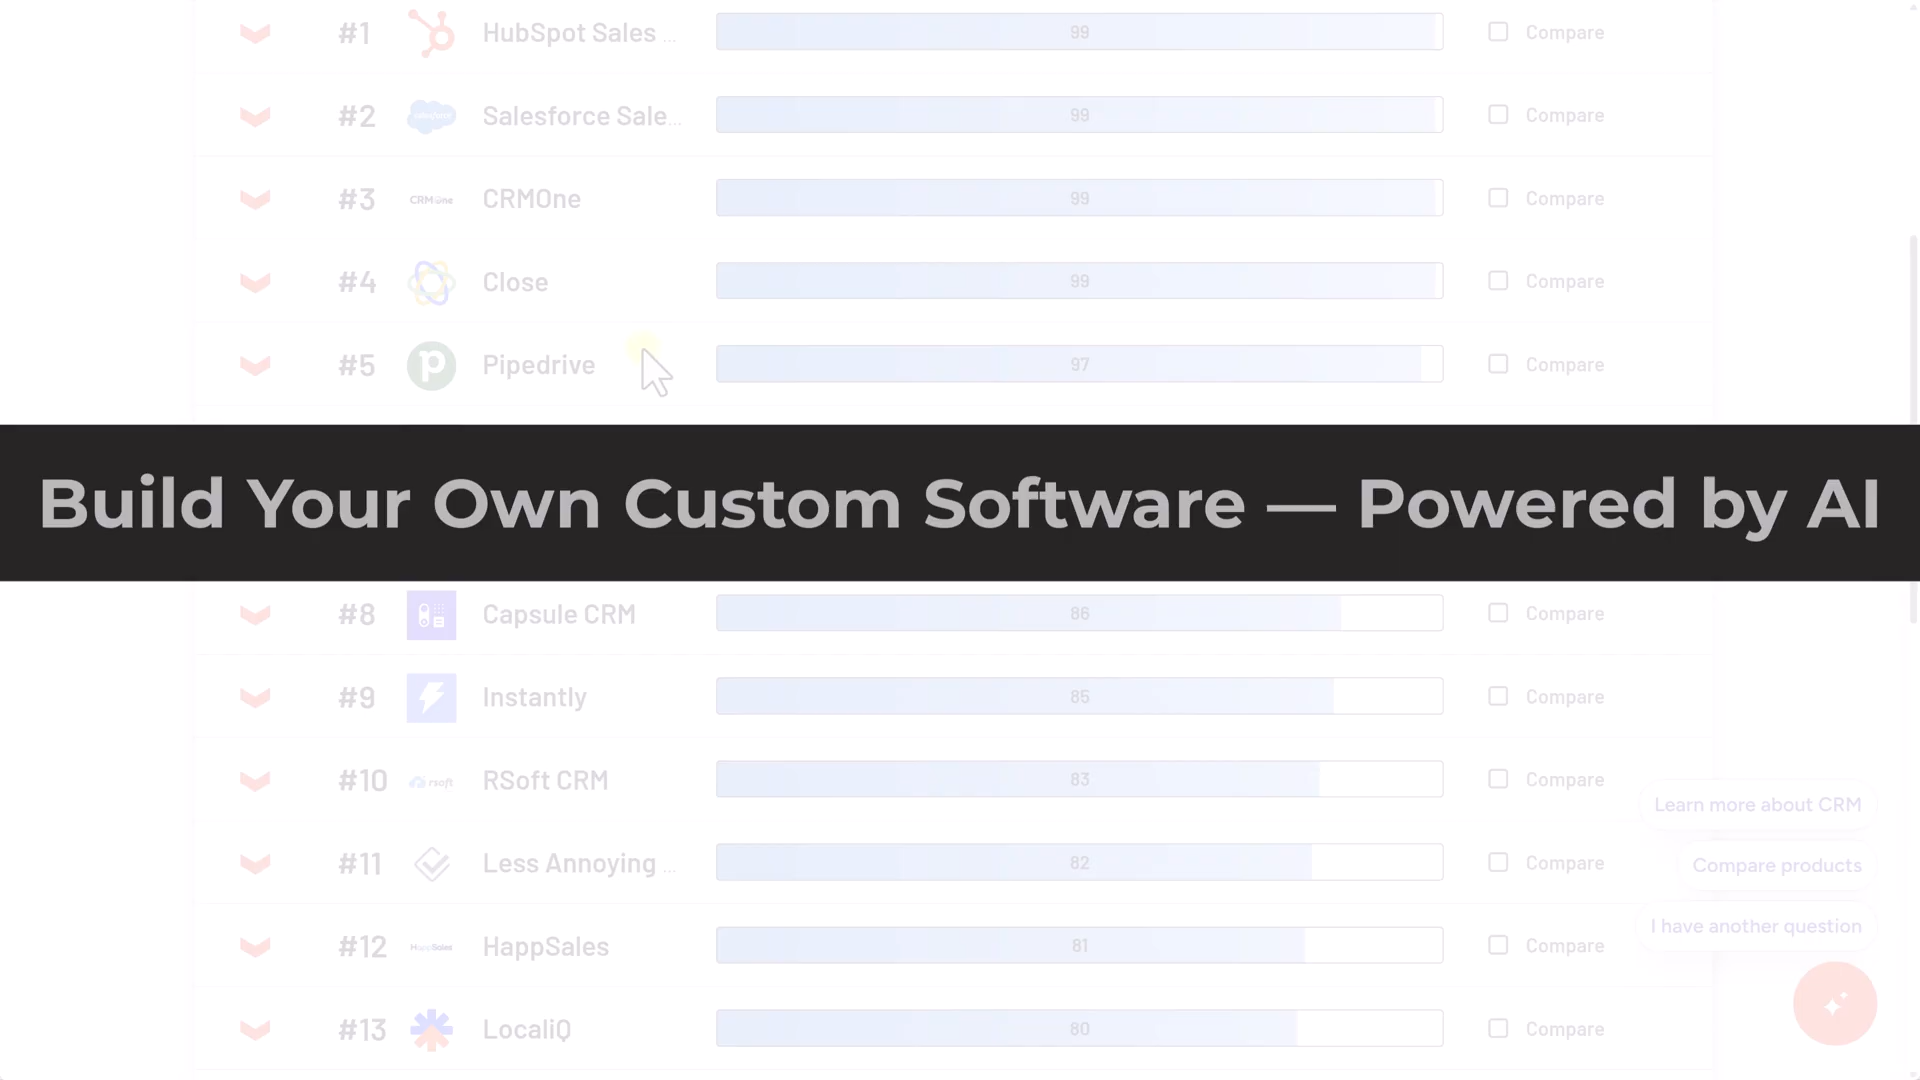 #1 HubSpot Sales ... 99 Compare
#2 salesforce Salesforce Sale... 99 Compare
#3 CRMOne CRMOne 99 Compare
#4 Close 99 Compare
#5 Pipedrive 97 Compare
Build Your Own Custom Software — Powered by AI
#8 Capsule CRM 86 Compare
#9 Instantly 85 Compare
#10 rsoft RSoft CRM 83 Compare
Learn more about CRM
#11 Less Annoying ... 82 Compare
Compare products
#12 HappSales HappSales 81 Compare
I have another question
#13 LocaliQ 80 Compare